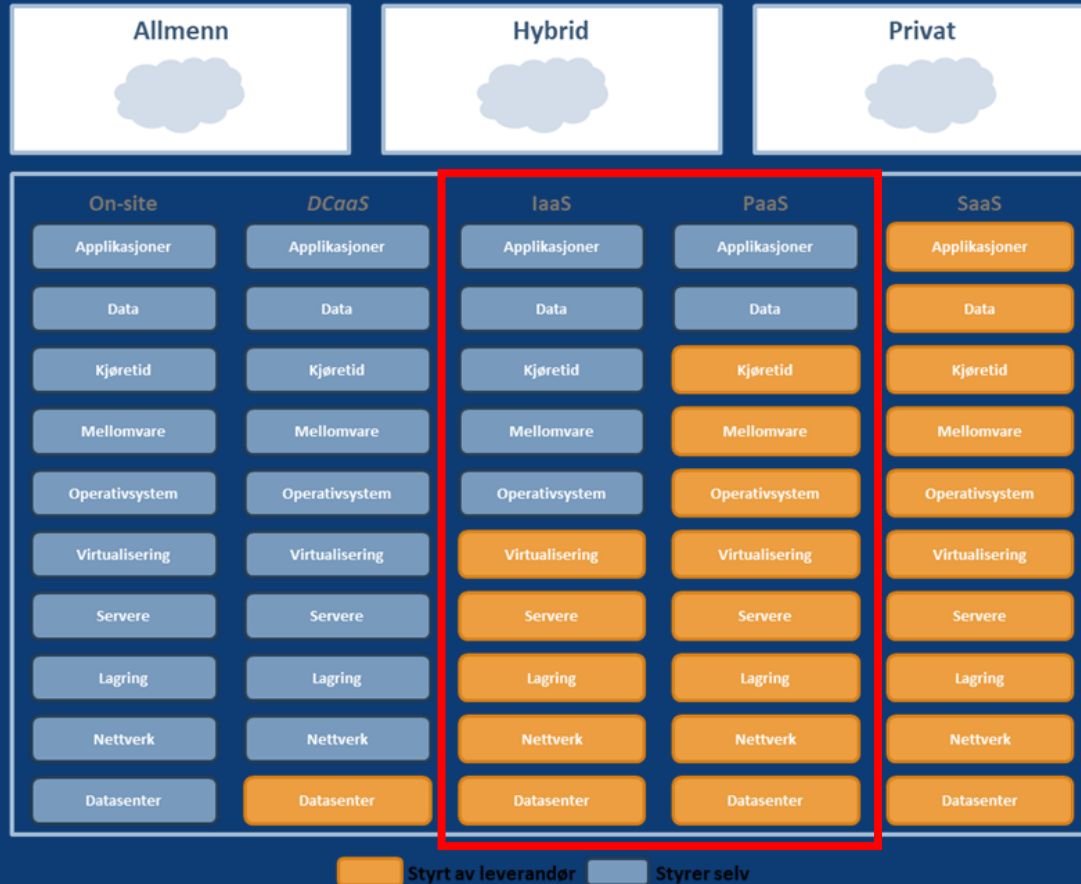 Allmenn
Hybrid
Privat
On-site
DCaaS
IaaS
PaaS
SaaS
Applikasjoner
Applikasjoner
Applikasjoner
Applikasjoner
Applikasjoner
Data
Data
Data
Data
Data
Kjøretid
Kjøretid
Kjøretid
Kjøretid
Kjøretid
Mellomvare
Mellomvare
Mellomvare
Mellomvare
Mellomvare
Operativsystem
Operativsystem
Operativsystem
Operativsystem
Operativsystem
Virtualisering
Virtualisering
Virtualisering
Virtualisering
Virtualisering
Servere
Servere
Servere
Servere
Servere
Lagring
Lagring
Lagring
Lagring
Lagring
Nettverk
Nettverk
Nettverk
Nettverk
Nettverk
Datasenter
Datasenter
Datasenter
Datasenter
Datasenter
Styrt av leverandør
Styrer selv